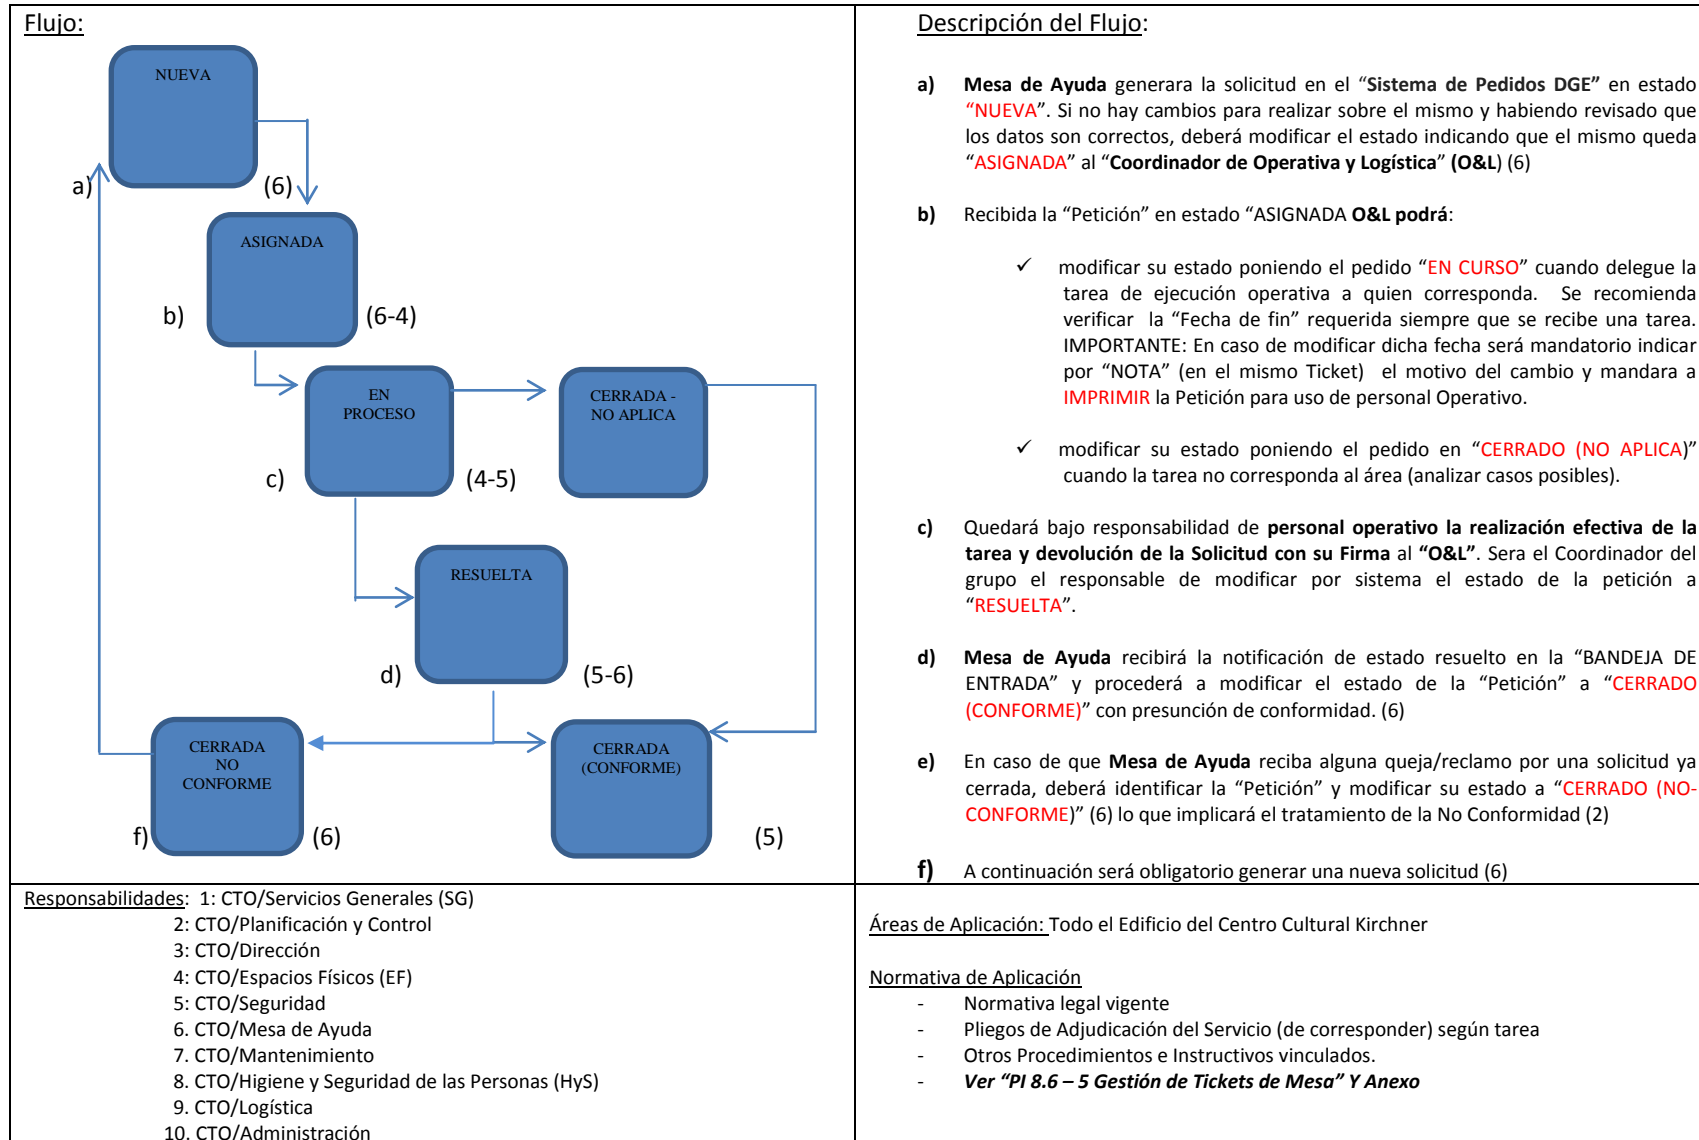 Flujo:
NUEVA
a)
(6)
ASIGNADA
b)
(6-4)
EN
PROCESO
CERRADA -
NO APLICA
c)
(4-5)
RESUELTA
d)
(5-6)
CERRADA
NO
CONFORME
CERRADA
(CONFORME)
f)
(6)
(5)
Descripción del Flujo:
a) Mesa de Ayuda generara la solicitud en el “Sistema de Pedidos DGE” en estado
“NUEVA”. Si no hay cambios para realizar sobre el mismo y habiendo revisado que
los datos son correctos, deberá modificar el estado indicando que el mismo queda
“ASIGNADA” al “Coordinador de Operativa y Logística” (O&L) (6)
b) Recibida la “Petición” en estado “ASIGNADA O&L podrá:
✓ modificar su estado poniendo el pedido “EN CURSO” cuando delegue la
tarea de ejecución operativa a quien corresponda. Se recomienda
verificar la “Fecha de fin” requerida siempre que se recibe una tarea.
IMPORTANTE: En caso de modificar dicha fecha será mandatorio indicar
por “NOTA” (en el mismo Ticket) el motivo del cambio y mandara a
IMPRIMIR la Petición para uso de personal Operativo.
✓ modificar su estado poniendo el pedido en “CERRADO (NO APLICA)”
cuando la tarea no corresponda al área (analizar casos posibles).
c) Quedará bajo responsabilidad de personal operativo la realización efectiva de la
tarea y devolución de la Solicitud con su Firma al “O&L”. Sera el Coordinador del
grupo el responsable de modificar por sistema el estado de la petición a
“RESUELTA”.
d) Mesa de Ayuda recibirá la notificación de estado resuelto en la “BANDEJA DE
ENTRADA” y procederá a modificar el estado de la “Petición” a “CERRADO
(CONFORME)” con presunción de conformidad. (6)
e) En caso de que Mesa de Ayuda reciba alguna queja/reclamo por una solicitud ya
cerrada, deberá identificar la “Petición” y modificar su estado a “CERRADO (NO-
CONFORME)” (6) lo que implicará el tratamiento de la No Conformidad (2)
f) A continuación será obligatorio generar una nueva solicitud (6)
Responsabilidades: 1: CTO/Servicios Generales (SG)
2: CTO/Planificación y Control
3: CTO/Dirección
4: CTO/Espacios Físicos (EF)
5: CTO/Seguridad
6. CTO/Mesa de Ayuda
7. CTO/Mantenimiento
8. CTO/Higiene y Seguridad de las Personas (HyS)
9. CTO/Logística
10. CTO/Administración
Áreas de Aplicación: Todo el Edificio del Centro Cultural Kirchner
Normativa de Aplicación
- Normativa legal vigente
- Pliegos de Adjudicación del Servicio (de corresponder) según tarea
- Otros Procedimientos e Instructivos vinculados.
- Ver “PI 8.6 – 5 Gestión de Tickets de Mesa” Y Anexo